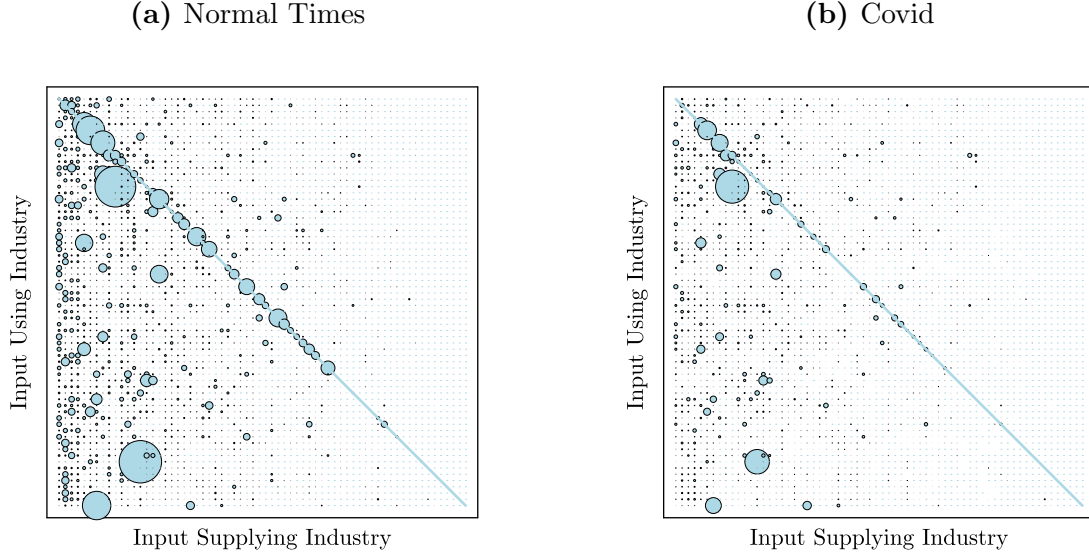 (a) Normal Times
(b) Covid
Input Using Industry
Input Supplying Industry
Input Using Industry
Input Supplying Industry